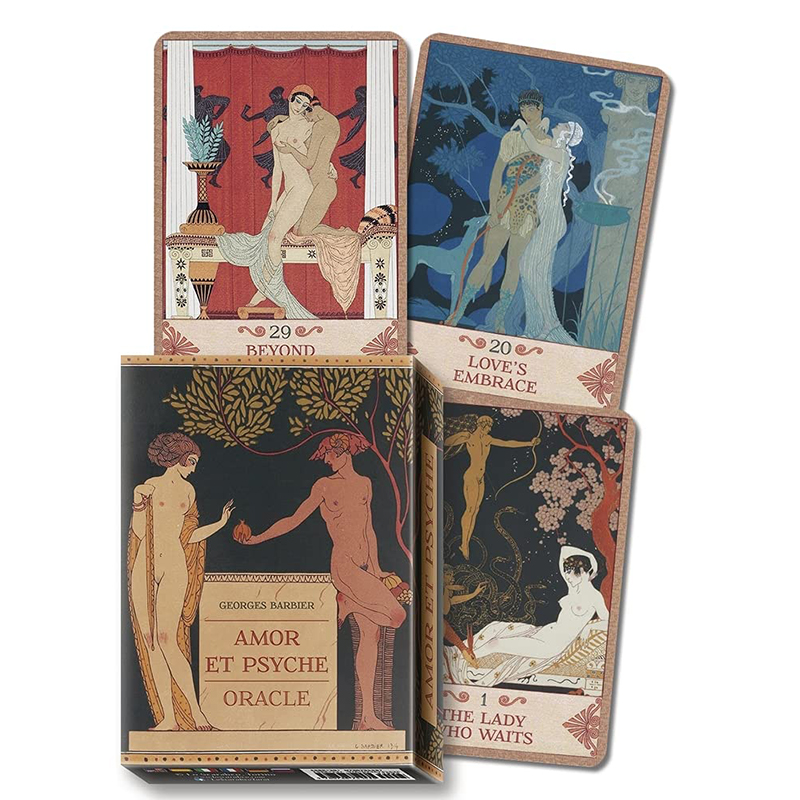 29
BEYOND
20
LOVE'S
EMBRACE
GEORGES BARBIER
AMOR
ET PSYCHE
ORACLE
AMOR ET PSYCHE
1
THE LADY
WHO WAITS